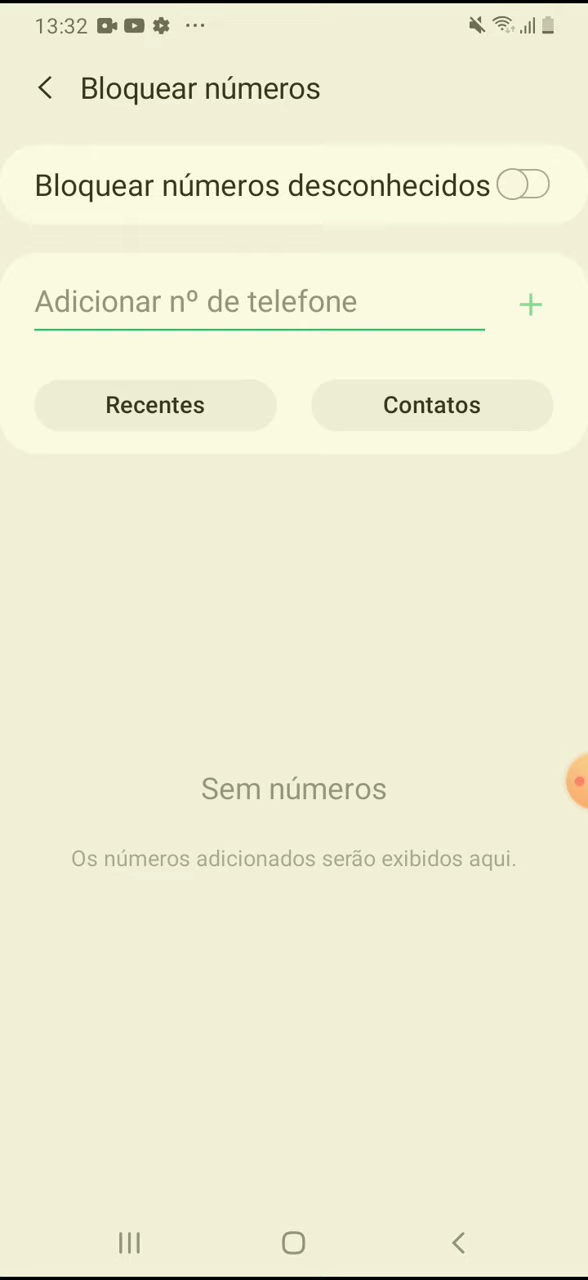 13:32
Bloquear números
Bloquear números desconhecidos
Adicionar nº de telefone
Recentes
Contatos
Sem números
Os números adicionados serão exibidos aqui.